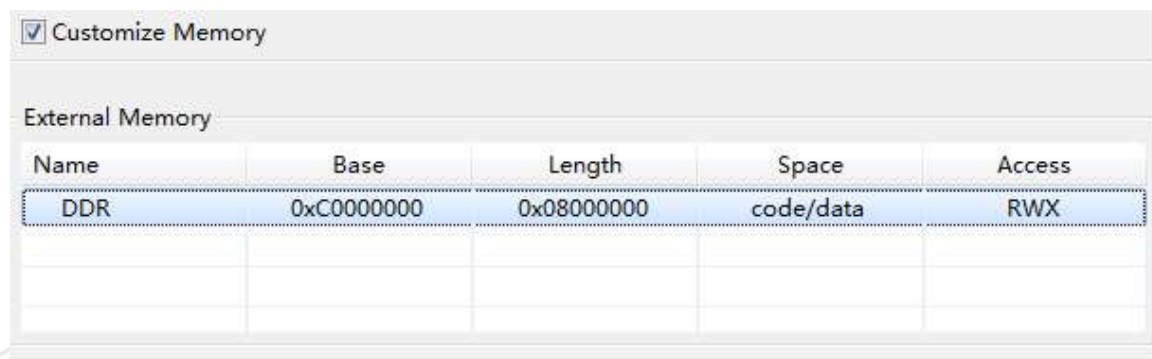 Customize Memory
External Memory
Name Base Length Space Access
DDR 0xC0000000 0x08000000 code/data RWX